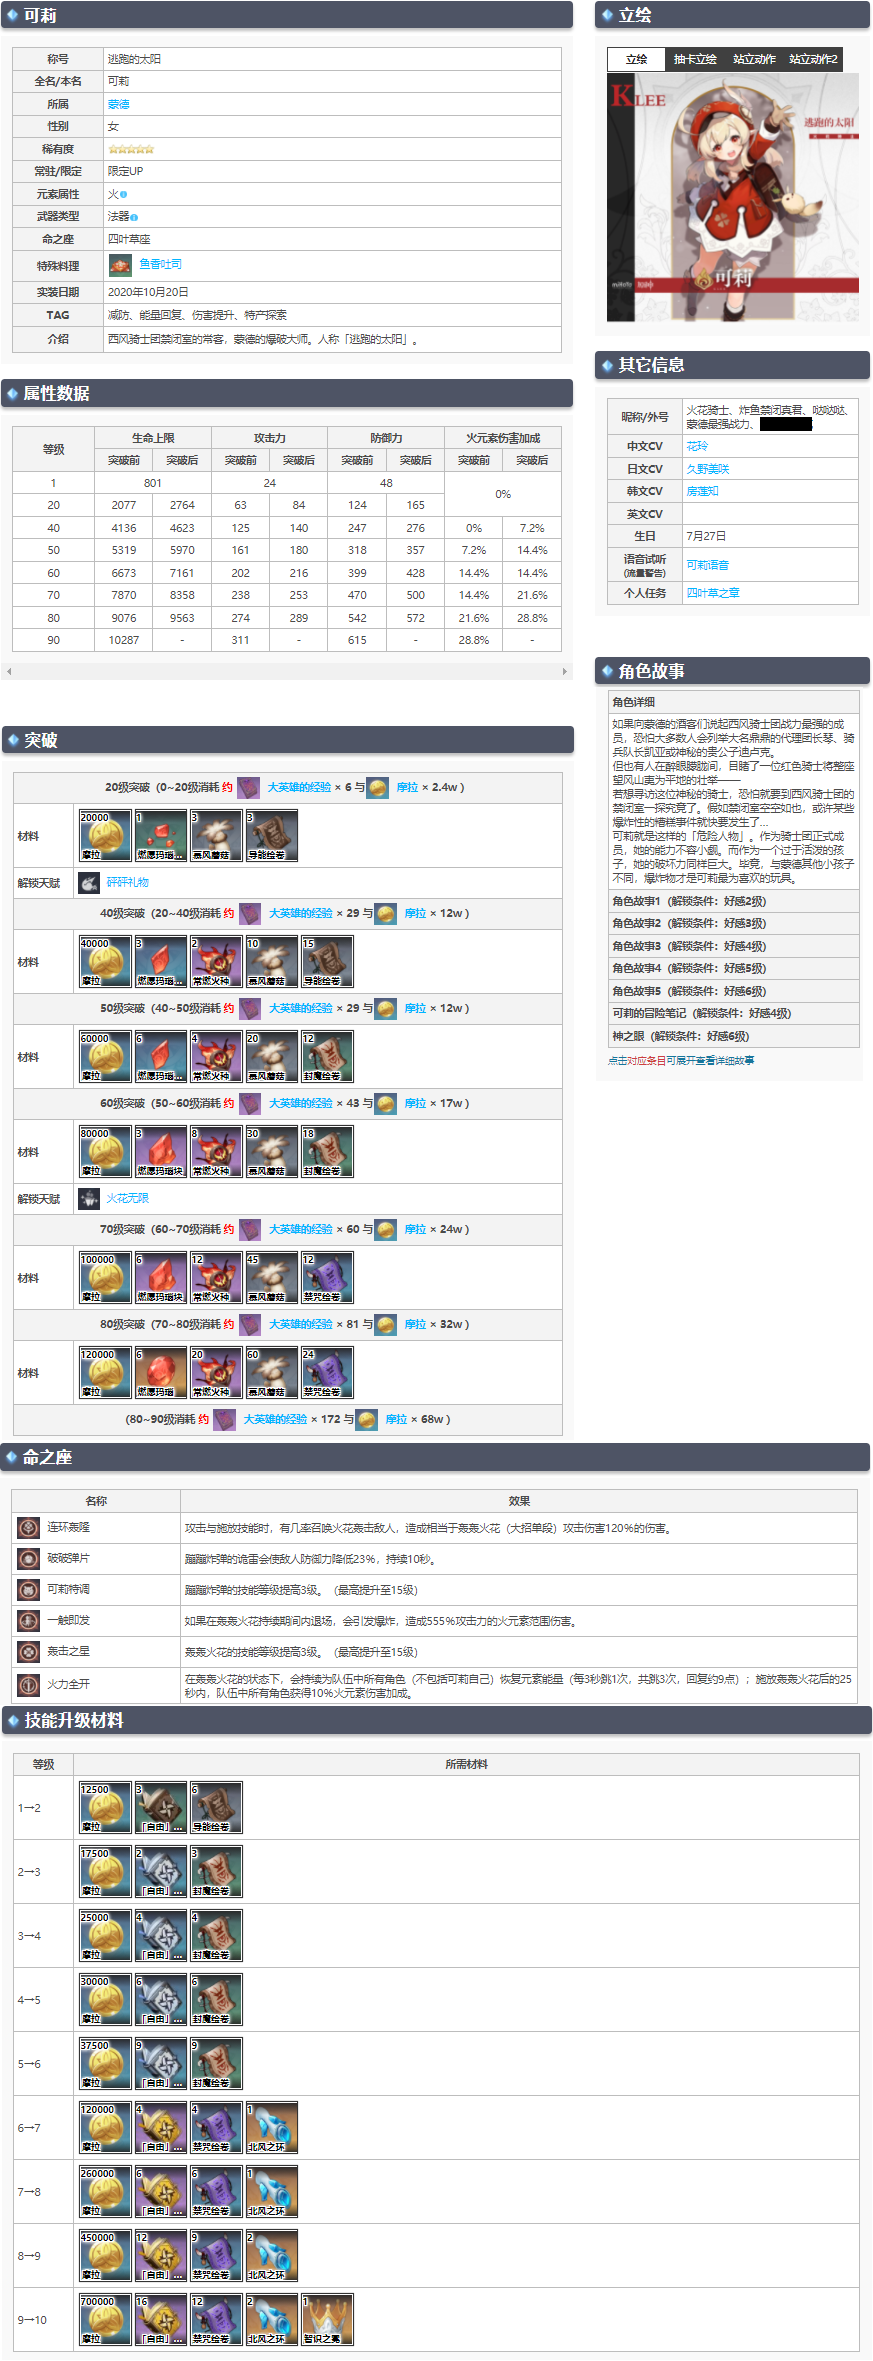 可莉
称号 逃跑的太阳
全名/本名 可莉
所属 蒙德
性别 女
稀有度
常驻/限定 限定UP
元素属性 火
武器类型 法器
命之座 四叶草座
特殊料理 鱼香吐司
实装日期 2020年10月20日
TAG 减防、能量回复、伤害提升、特产探索
介绍 西风骑士团禁闭室的常客，蒙德的爆破大师。人称「逃跑的太阳」。
立绘
立绘 抽卡立绘 站立动作 站立动作2
KLEE
逃跑的太阳
可莉
属性数据
等级 生命上限 攻击力 防御力 火元素伤害加成
突破前 突破后 突破前 突破后 突破前 突破后 突破前 突破后
1 801 24 48 0%
20 2077 2764 63 84 124 165
40 4136 4623 125 140 247 276 0% 7.2%
50 5319 5970 161 180 318 357 7.2% 14.4%
60 6673 7161 202 216 399 428 14.4% 14.4%
70 7870 8358 238 253 470 500 14.4% 21.6%
80 9076 9563 274 289 542 572 21.6% 28.8%
90 10287 - 311 - 615 - 28.8% -
其它信息
昵称/外号 火花骑士、炸鱼禁闭真君、哒哒哒、
蒙德最强战力、
中文CV 花玲
日文CV 久野美咲
韩文CV 房莲知
英文CV
生日 7月27日
语音试听
(流量警告) 可莉语音
个人任务 四叶草之章
角色故事
角色详细
如果向蒙德的酒客们说起西风骑士团战力最强的成
员，恐怕大多数人会列举大名鼎鼎的代理团长琴、骑
兵队长凯亚或神秘的贵公子迪卢克。
但也有人在醉眼朦胧间，目睹了一位红色骑士将整座
望风山夷为平地的壮举——
若想寻访这位神秘的骑士，恐怕就要到西风骑士团的
禁闭室一探究竟了。假如禁闭室空空如也，或许某些
爆炸性的糟糕事件就快要发生了…
可莉就是这样的「危险人物」。作为骑士团正式成
员，她的能力不容小觑。而作为一个过于活泼的孩
子，她的破坏力同样巨大。毕竟，与蒙德其他小孩子
不同，爆炸物才是可莉最为喜欢的玩具。
角色故事1（解锁条件：好感2级）
角色故事2（解锁条件：好感3级）
角色故事3（解锁条件：好感4级）
角色故事4（解锁条件：好感5级）
角色故事5（解锁条件：好感6级）
可莉的冒险笔记（解锁条件：好感4级）
神之眼（解锁条件：好感6级）
点击对应条目可展开查看详细故事
突破
20级突破（0~20级消耗 约 大英雄的经验 × 6 与 摩拉 × 2.4w ）
材料 20000 摩拉 1 燃愿玛瑙... 3 慕风蘑菇 3 导能绘卷
解锁天赋 砰砰礼物
40级突破（20~40级消耗 约 大英雄的经验 × 29 与 摩拉 × 12w ）
材料 40000 摩拉 3 燃愿玛瑙... 2 常燃火种 10 慕风蘑菇 15 导能绘卷
50级突破（40~50级消耗 约 大英雄的经验 × 29 与 摩拉 × 12w ）
材料 60000 摩拉 6 燃愿玛瑙... 4 常燃火种 20 慕风蘑菇 12 封魔绘卷
60级突破（50~60级消耗 约 大英雄的经验 × 43 与 摩拉 × 17w ）
材料 80000 摩拉 3 燃愿玛瑙块 8 常燃火种 30 慕风蘑菇 18 封魔绘卷
解锁天赋 火花无限
70级突破（60~70级消耗 约 大英雄的经验 × 60 与 摩拉 × 24w ）
材料 100000 摩拉 6 燃愿玛瑙块 12 常燃火种 45 慕风蘑菇 12 禁咒绘卷
80级突破（70~80级消耗 约 大英雄的经验 × 81 与 摩拉 × 32w ）
材料 120000 摩拉 6 燃愿玛瑙 20 常燃火种 60 慕风蘑菇 24 禁咒绘卷
（80~90级消耗 约 大英雄的经验 × 172 与 摩拉 × 68w ）
命之座
名称 效果
连环轰隆 攻击与施放技能时，有几率召唤火花轰击敌人，造成相当于轰轰火花（大招单段）攻击伤害120%的伤害。
破破弹片 蹦蹦炸弹的诡雷会使敌人防御力降低23%，持续10秒。
可莉特调 蹦蹦炸弹的技能等级提高3级。（最高提升至15级）
一触即发 如果在轰轰火花持续期间内退场，会引发爆炸，造成555%攻击力的火元素范围伤害。
轰击之星 轰轰火花的技能等级提高3级。（最高提升至15级）
火力全开 在轰轰火花的状态下，会持续为队伍中所有角色（不包括可莉自己）恢复元素能量（每3秒跳1次，共跳3次，回复约9点）；施放轰轰火花后的25
秒内，队伍中所有角色获得10%火元素伤害加成。
技能升级材料
等级 所需材料
1→2 12500 摩拉 3 「自由」... 6 导能绘卷
2→3 17500 摩拉 2 「自由」... 3 封魔绘卷
3→4 25000 摩拉 4 「自由」... 4 封魔绘卷
4→5 30000 摩拉 6 「自由」... 6 封魔绘卷
5→6 37500 摩拉 9 「自由」... 9 封魔绘卷
6→7 120000 摩拉 4 「自由」... 4 禁咒绘卷 1 北风之环
7→8 260000 摩拉 6 「自由」... 6 禁咒绘卷 1 北风之环
8→9 450000 摩拉 12 「自由」... 9 禁咒绘卷 2 北风之环
9→10 700000 摩拉 16 「自由」... 12 禁咒绘卷 2 北风之环 1 智识之冕